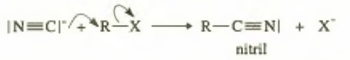 |N≡C|⁻ + R—X ⟶ R—C≡N| + X⁻
nitril